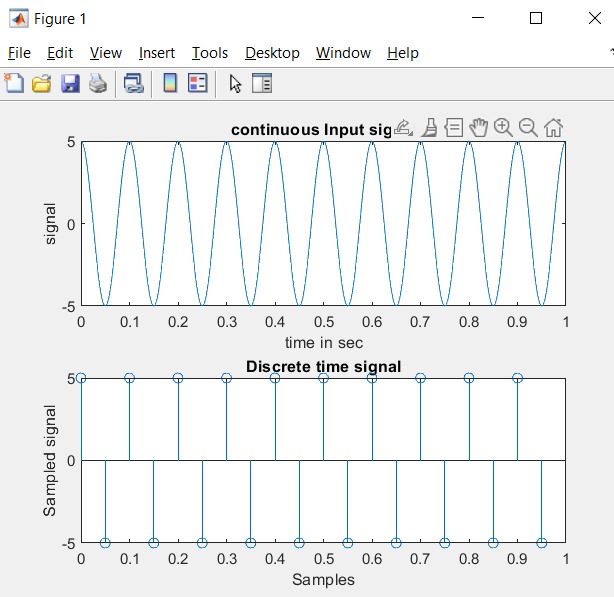 Figure 1
File Edit View Insert Tools Desktop Window Help
continuous Input sig
5
0
-5
signal
0 0.1 0.2 0.3 0.4 0.5 0.6 0.7 0.8 0.9 1
time in sec
Discrete time signal
5
0
-5
Sampled signal
0 0.1 0.2 0.3 0.4 0.5 0.6 0.7 0.8 0.9 1
Samples